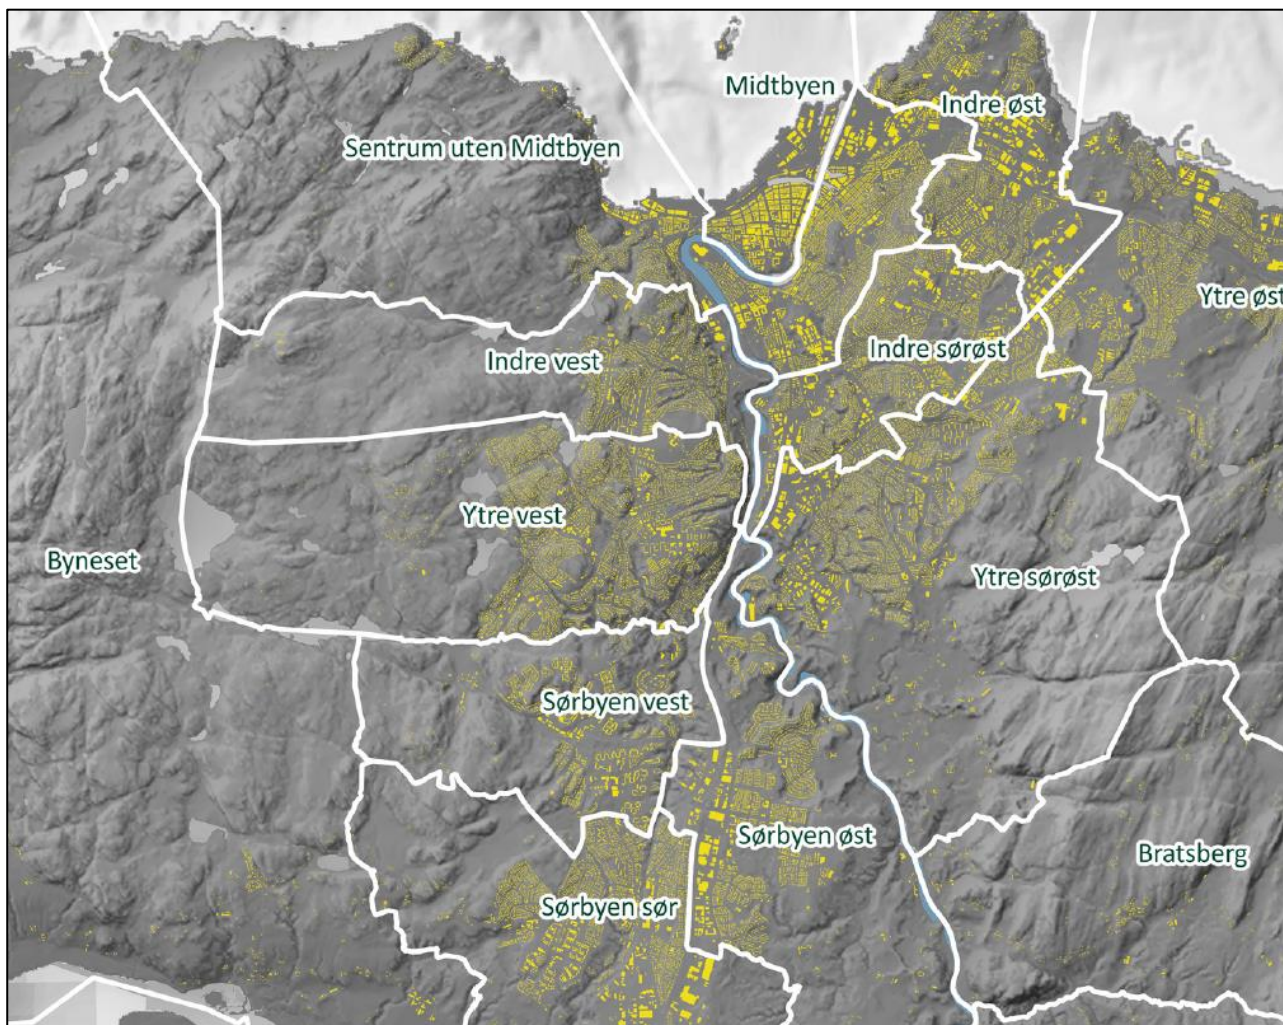 Midtbyen
Indre øst
Sentrum uten Midtbyen
Ytre øst
Indre vest
Indre sørøst
Ytre vest
Byneset
Ytre sørøst
Sørbyen vest
Sørbyen øst
Bratsberg
Sørbyen sør